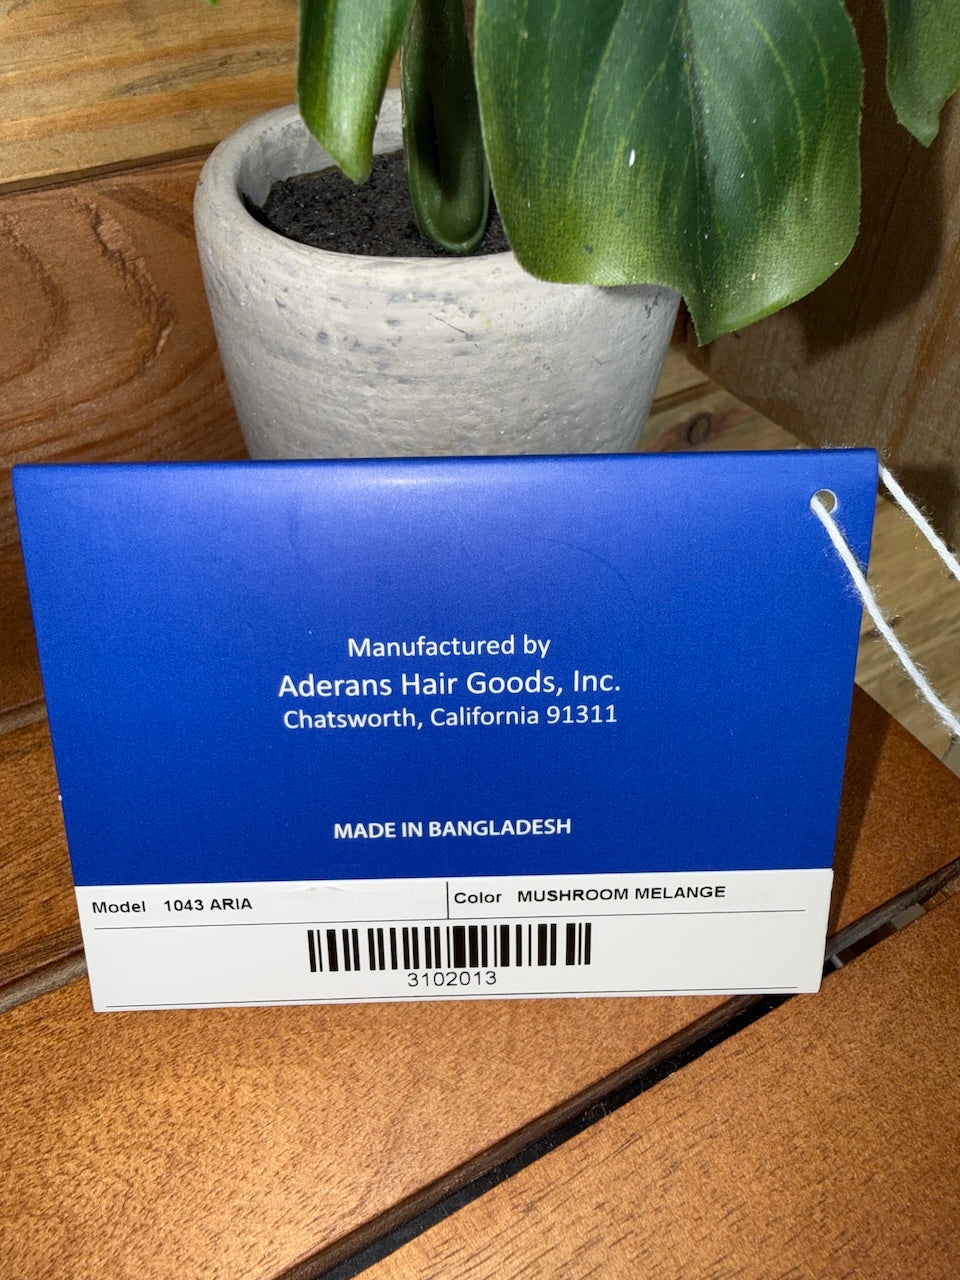 Manufactured by
Aderans Hair Goods, Inc.
Chatsworth, California 91311
MADE IN BANGLADESH
Model 1043 ARIA Color MUSHROOM MELANGE
3102013